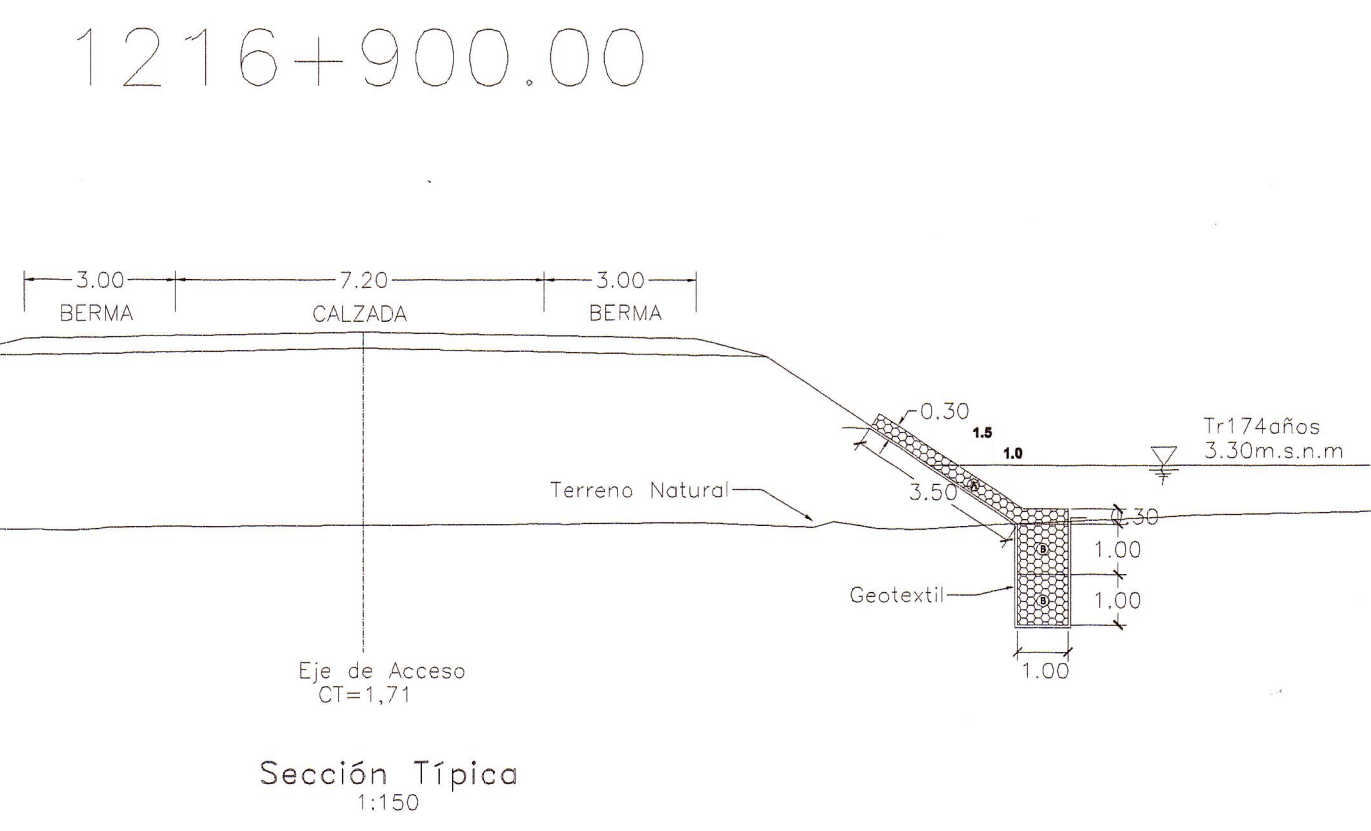 1216+900.00
3.00 7.20 3.00
BERMA CALZADA BERMA
0.30
1.5
1.0
Tr174años
3.30m.s.n.m
Terreno Natural
3.50
A
0.30
B
1.00
Geotextil
B
1.00
1.00
Eje de Acceso
CT=1,71
Sección Típica
1:150